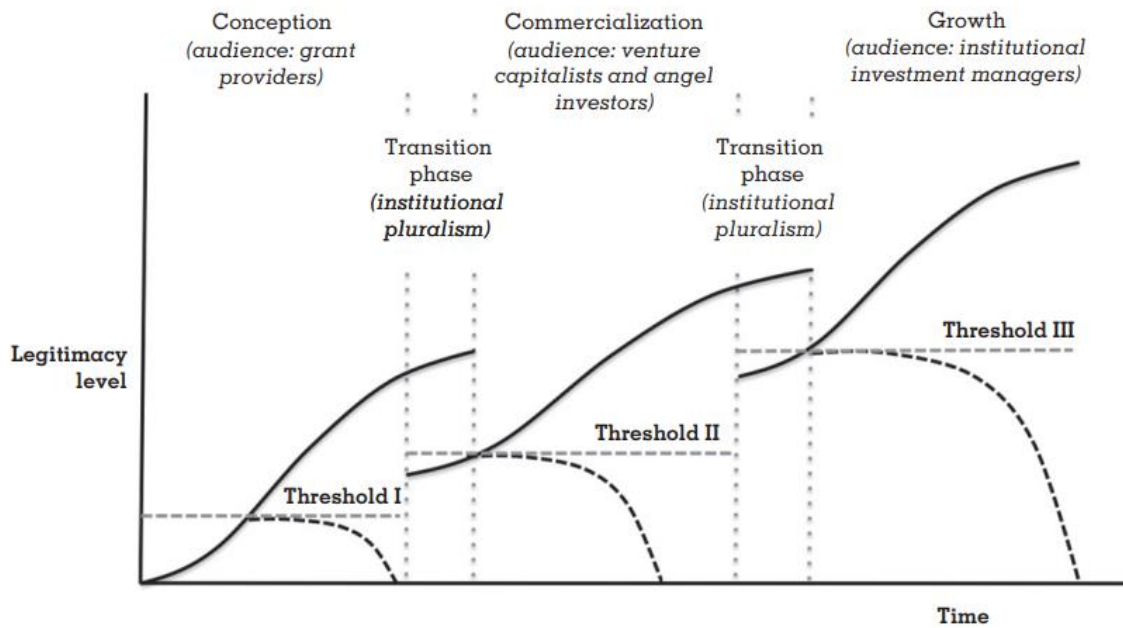 Conception
(audience: grant
providers)
Commercialization
(audience: venture
capitalists and angel
investors)
Growth
(audience: institutional
investment managers)
Transition
phase
(institutional
pluralism)
Transition
phase
(institutional
pluralism)
Legitimacy
level
Threshold I
Threshold II
Threshold III
Time